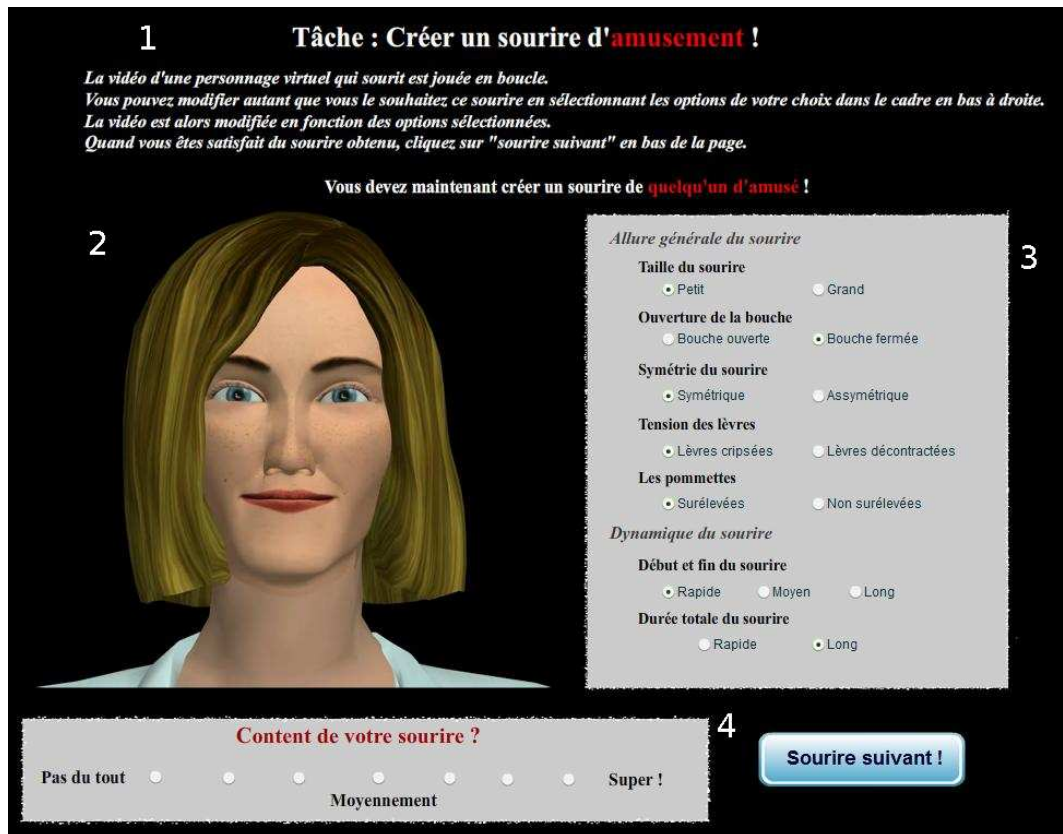 1
Tâche : Créer un sourire d'amusement !
La vidéo d'une personnage virtuel qui sourit est jouée en boucle.
Vous pouvez modifier autant que vous le souhaitez ce sourire en sélectionnant les options de votre choix dans le cadre en bas à droite.
La vidéo est alors modifiée en fonction des options sélectionnées.
Quand vous êtes satisfait du sourire obtenu, cliquez sur "sourire suivant" en bas de la page.
Vous devez maintenant créer un sourire de quelqu'un d'amusé !
2
3
Allure générale du sourire
Taille du sourire
Petit Grand
Ouverture de la bouche
Bouche ouverte Bouche fermée
Symétrie du sourire
Symétrique Assymétrique
Tension des lèvres
Lèvres cripsées Lèvres décontractées
Les pommettes
Surélevées Non surélevées
Dynamique du sourire
Début et fin du sourire
Rapide Moyen Long
Durée totale du sourire
Rapide Long
4
Content de votre sourire ?
Pas du tout Super !
Moyennement
Sourire suivant !